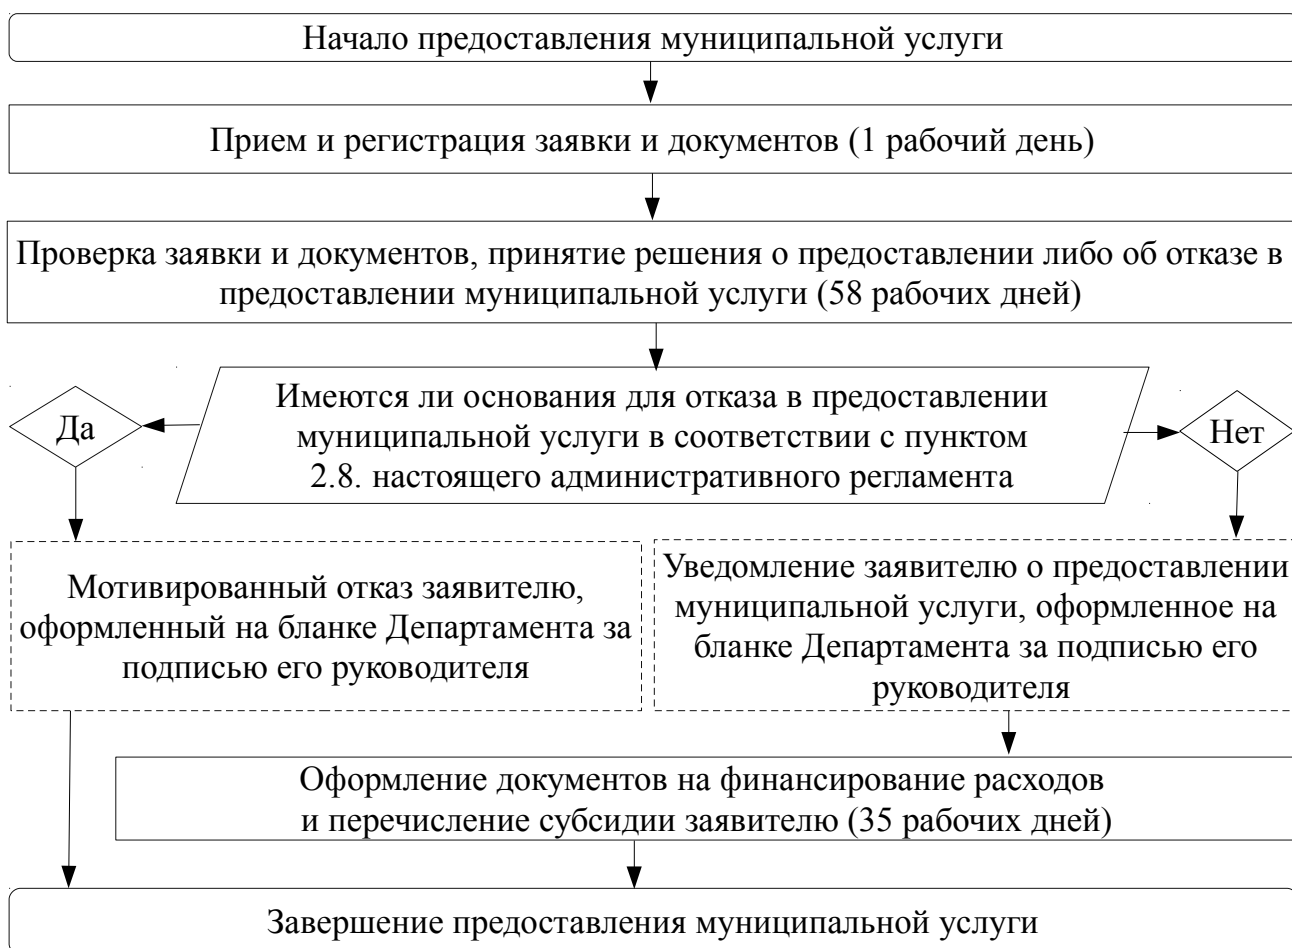 Начало предоставления муниципальной услуги
Прием и регистрация заявки и документов (1 рабочий день)
Проверка заявки и документов, принятие решения о предоставлении либо об отказе в
предоставлении муниципальной услуги (58 рабочих дней)
Имеются ли основания для отказа в предоставлении
муниципальной услуги в соответствии с пунктом
2.8. настоящего административного регламента
Да
Нет
Мотивированный отказ заявителю,
оформленный на бланке Департамента за
подписью его руководителя
Уведомление заявителю о предоставлении
муниципальной услуги, оформленное на
бланке Департамента за подписью его
руководителя
Оформление документов на финансирование расходов
и перечисление субсидии заявителю (35 рабочих дней)
Завершение предоставления муниципальной услуги